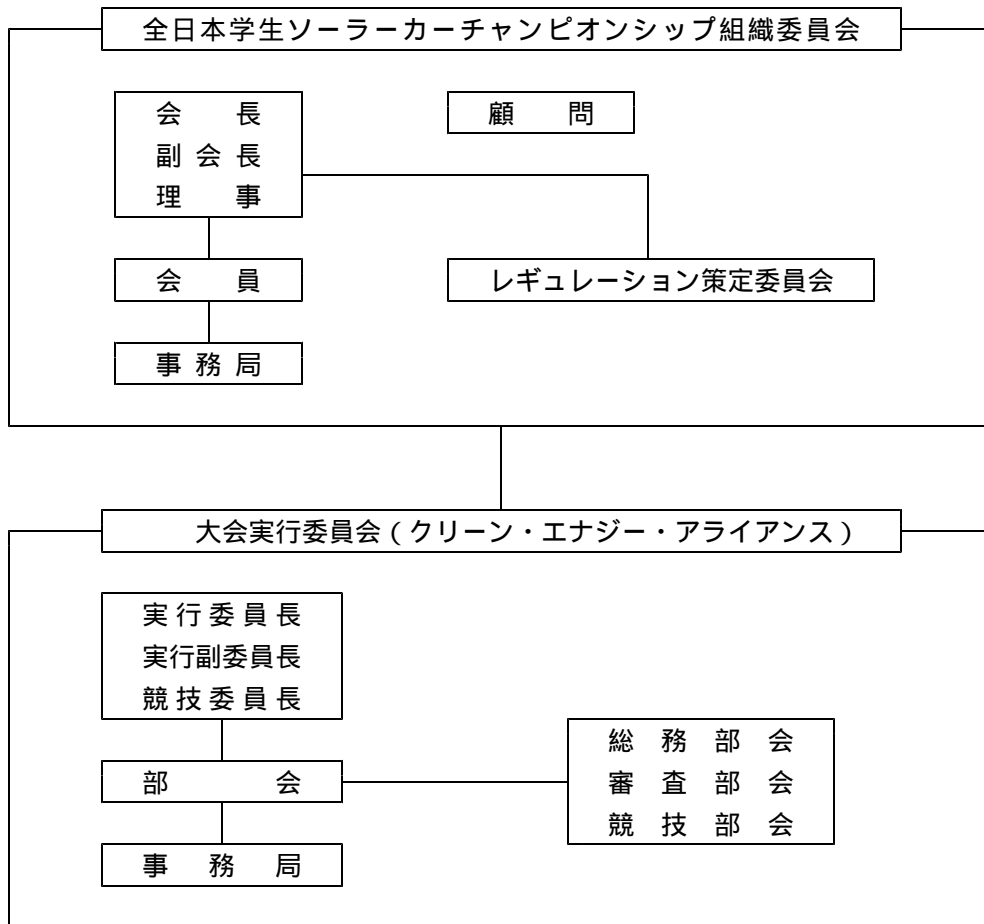 全日本学生ソーラーカーチャンピオンシップ組織委員会
会長
顧問
副会長
理事
会員
レギュレーション策定委員会
事務局
大会実行委員会(クリーン・エナジー・アライアンス)
実行委員長
実行副委員長
競技委員長
総務部会
部会
審査部会
競技部会
事務局